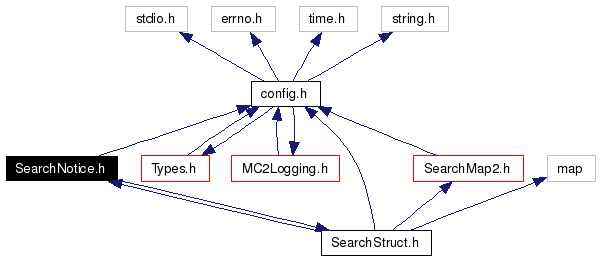 stdio.h
errno.h
time.h
string.h
config.h
SearchNotice.h
Types.h
MC2Logging.h
SearchMap2.h
map
SearchStruct.h